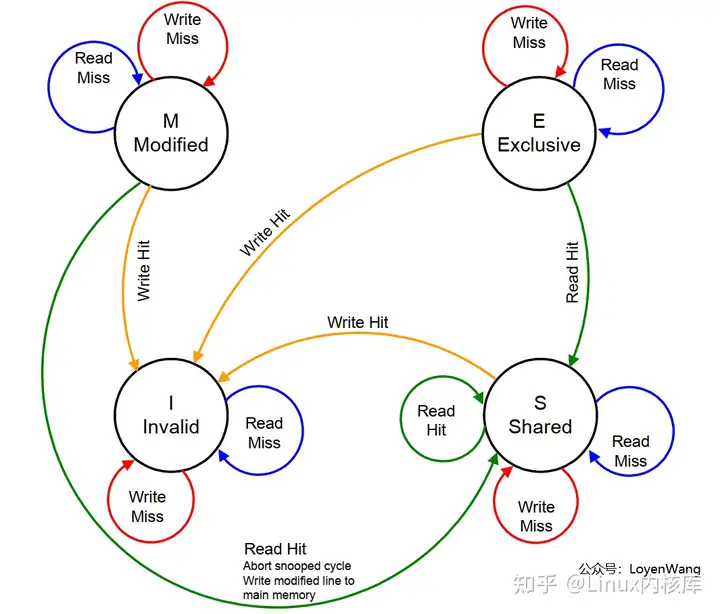 Write
Miss
Read
Miss
M
Modified
Write
Miss
Read
Miss
E
Exclusive
Write Hit
Write Hit
Read Hit
Write Hit
I
Invalid
Read
Miss
Write
Miss
Read
Hit
S
Shared
Read
Miss
Write
Miss
Read Hit
Abort snooped cycle
Write modified line to
main memory
公众号：LoyenWang
知乎 @Linux内核库